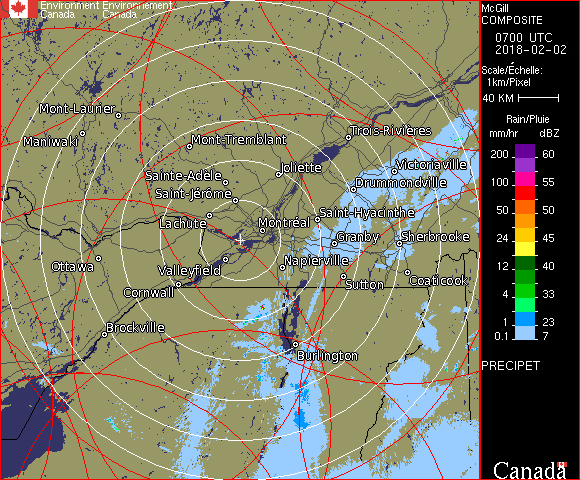 Environment Environnement
Canada Canada
McGill
COMPOSITE
0700 UTC
2018-02-02
Scale/Échelle:
1km/Pixel
40 KM
Rain/Pluie
mm/hr dBZ
200 60
100 55
50 50
24 45
12 40
4 33
1 23
0.1 7
PRECIPET
Canada
Mont-Laurier
Maniwaki
Mont-Tremblant
Trois-Rivières
Sainte-Adèle
Joliette
Victoriaville
Saint-Jérôme
Drummondville
Lachute
Montréal
Saint-Hyacinthe
Granby
Sherbrooke
Ottawa
Valleyfield
Napierville
Cornwall
Sutton
Coaticook
Brockville
Burlington